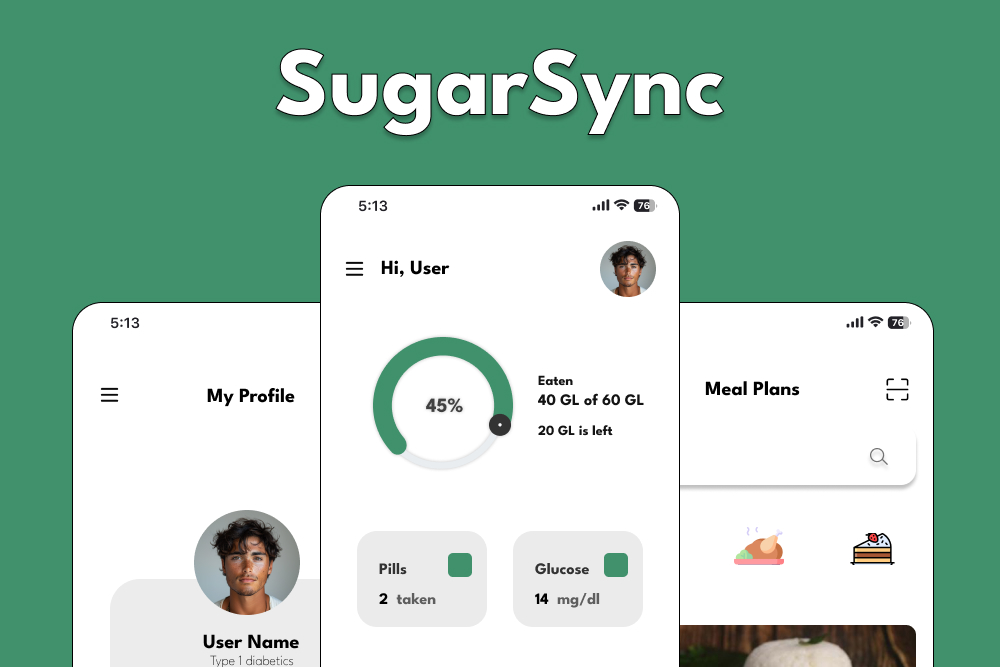 SugarSync
5:13
76
Hi, User
45%
Eaten
40 GL of 60 GL
20 GL is left
Pills
2 taken
Glucose
14 mg/dl
5:13
My Profile
User Name
Type 1 diabetics
76
Meal Plans